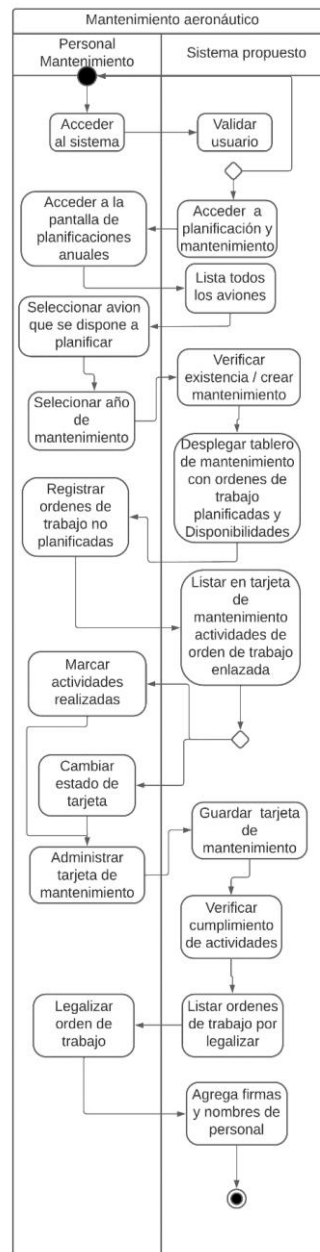 Mantenimiento aeronáutico
Personal
Mantenimiento
Sistema propuesto
Acceder
al sistema
Validar
usuario
Acceder a la
pantalla de
planificaciones
anuales
Acceder a
planificación y
mantenimiento
Lista todos
los aviones
Seleccionar avion
que se dispone a
planificar
Selecionar año
de
mantenimiento
Verificar
existencia / crear
mantenimiento
Desplegar tablero
de mantenimiento
con ordenes de
trabajo
planificadas y
Disponibilidades
Registrar
ordenes de
trabajo no
planificadas
Listar en tarjeta
de
mantenimiento
actividades de
orden de trabajo
enlazada
Marcar
actividades
realizadas
Cambiar
estado de
tarjeta
Administrar
tarjeta de
mantenimiento
Guardar tarjeta
de
mantenimiento
Verificar
cumplimiento
de actividades
Listar ordenes
de trabajo por
legalizar
Legalizar
orden de
trabajo
Agrega firmas
y nombres de
personal